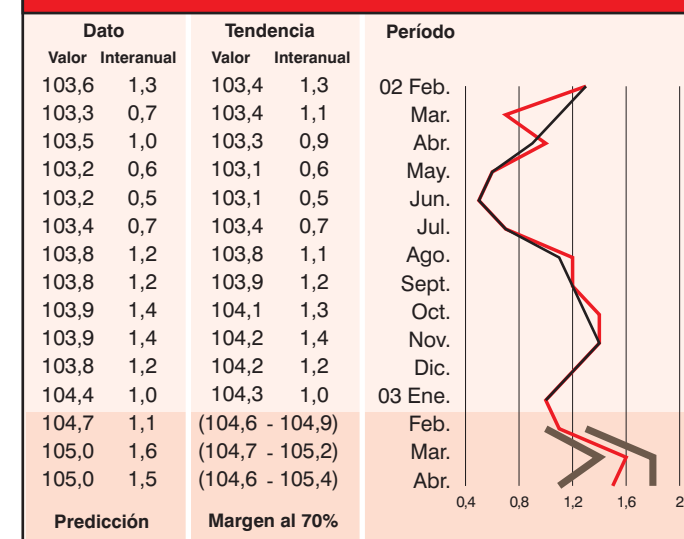 Dato Tendencia Período
Valor Interanual Valor Interanual
103,6 1,3 103,4 1,3 02 Feb.
103,3 0,7 103,4 1,1 Mar.
103,5 1,0 103,3 0,9 Abr.
103,2 0,6 103,1 0,6 May.
103,2 0,5 103,1 0,5 Jun.
103,4 0,7 103,4 0,7 Jul.
103,8 1,2 103,8 1,1 Ago.
103,8 1,2 103,9 1,2 Sept.
103,9 1,4 104,1 1,3 Oct.
103,9 1,4 104,2 1,4 Nov.
103,8 1,2 104,2 1,2 Dic.
104,4 1,0 104,3 1,0 03 Ene.
104,7 1,1 (104,6 - 104,9) Feb.
105,0 1,6 (104,7 - 105,2) Mar.
105,0 1,5 (104,6 - 105,4) Abr.
0,4 0,8 1,2 1,6 2
Predicción Margen al 70%